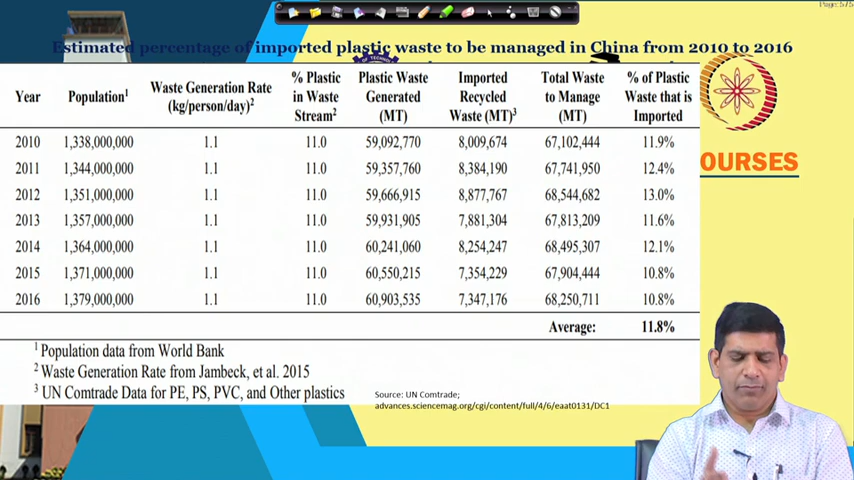 Page: 5/5
Estimated percentage of imported plastic waste to be managed in China from 2010 to 2016
Year Population1 Waste Generation Rate (kg/person/day)2 % Plastic in Waste Stream2 Plastic Waste Generated (MT) Imported Recycled Waste (MT)3 Total Waste to Manage (MT) % of Plastic Waste that is Imported
2010 1,338,000,000 1.1 11.0 59,092,770 8,009,674 67,102,444 11.9%
2011 1,344,000,000 1.1 11.0 59,357,760 8,384,190 67,741,950 12.4%
2012 1,351,000,000 1.1 11.0 59,666,915 8,877,767 68,544,682 13.0%
2013 1,357,000,000 1.1 11.0 59,931,905 7,881,304 67,813,209 11.6%
2014 1,364,000,000 1.1 11.0 60,241,060 8,254,247 68,495,307 12.1%
2015 1,371,000,000 1.1 11.0 60,550,215 7,354,229 67,904,444 10.8%
2016 1,379,000,000 1.1 11.0 60,903,535 7,347,176 68,250,711 10.8%
Average: 11.8%
1 Population data from World Bank
2 Waste Generation Rate from Jambeck, et al. 2015
3 UN Comtrade Data for PE, PS, PVC, and Other plastics
Source: UN Comtrade;
advances.sciencemag.org/cgi/content/full/4/6/eaat0131/DC1
OURSES